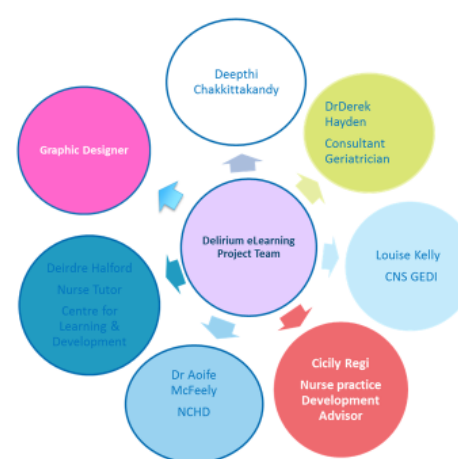 Deepthi
Chakkittakandy
DrDerek
Hayden
Consultant
Geriatrician
Graphic Designer
Delirium eLearning
Project Team
Louise Kelly
CNS GEDI
Deirdre Halford
Nurse Tutor
Centre for
Learning &
Development
Cicily Regi
Nurse practice
Development
Advisor
Dr Aoife
McFeely
NCHD